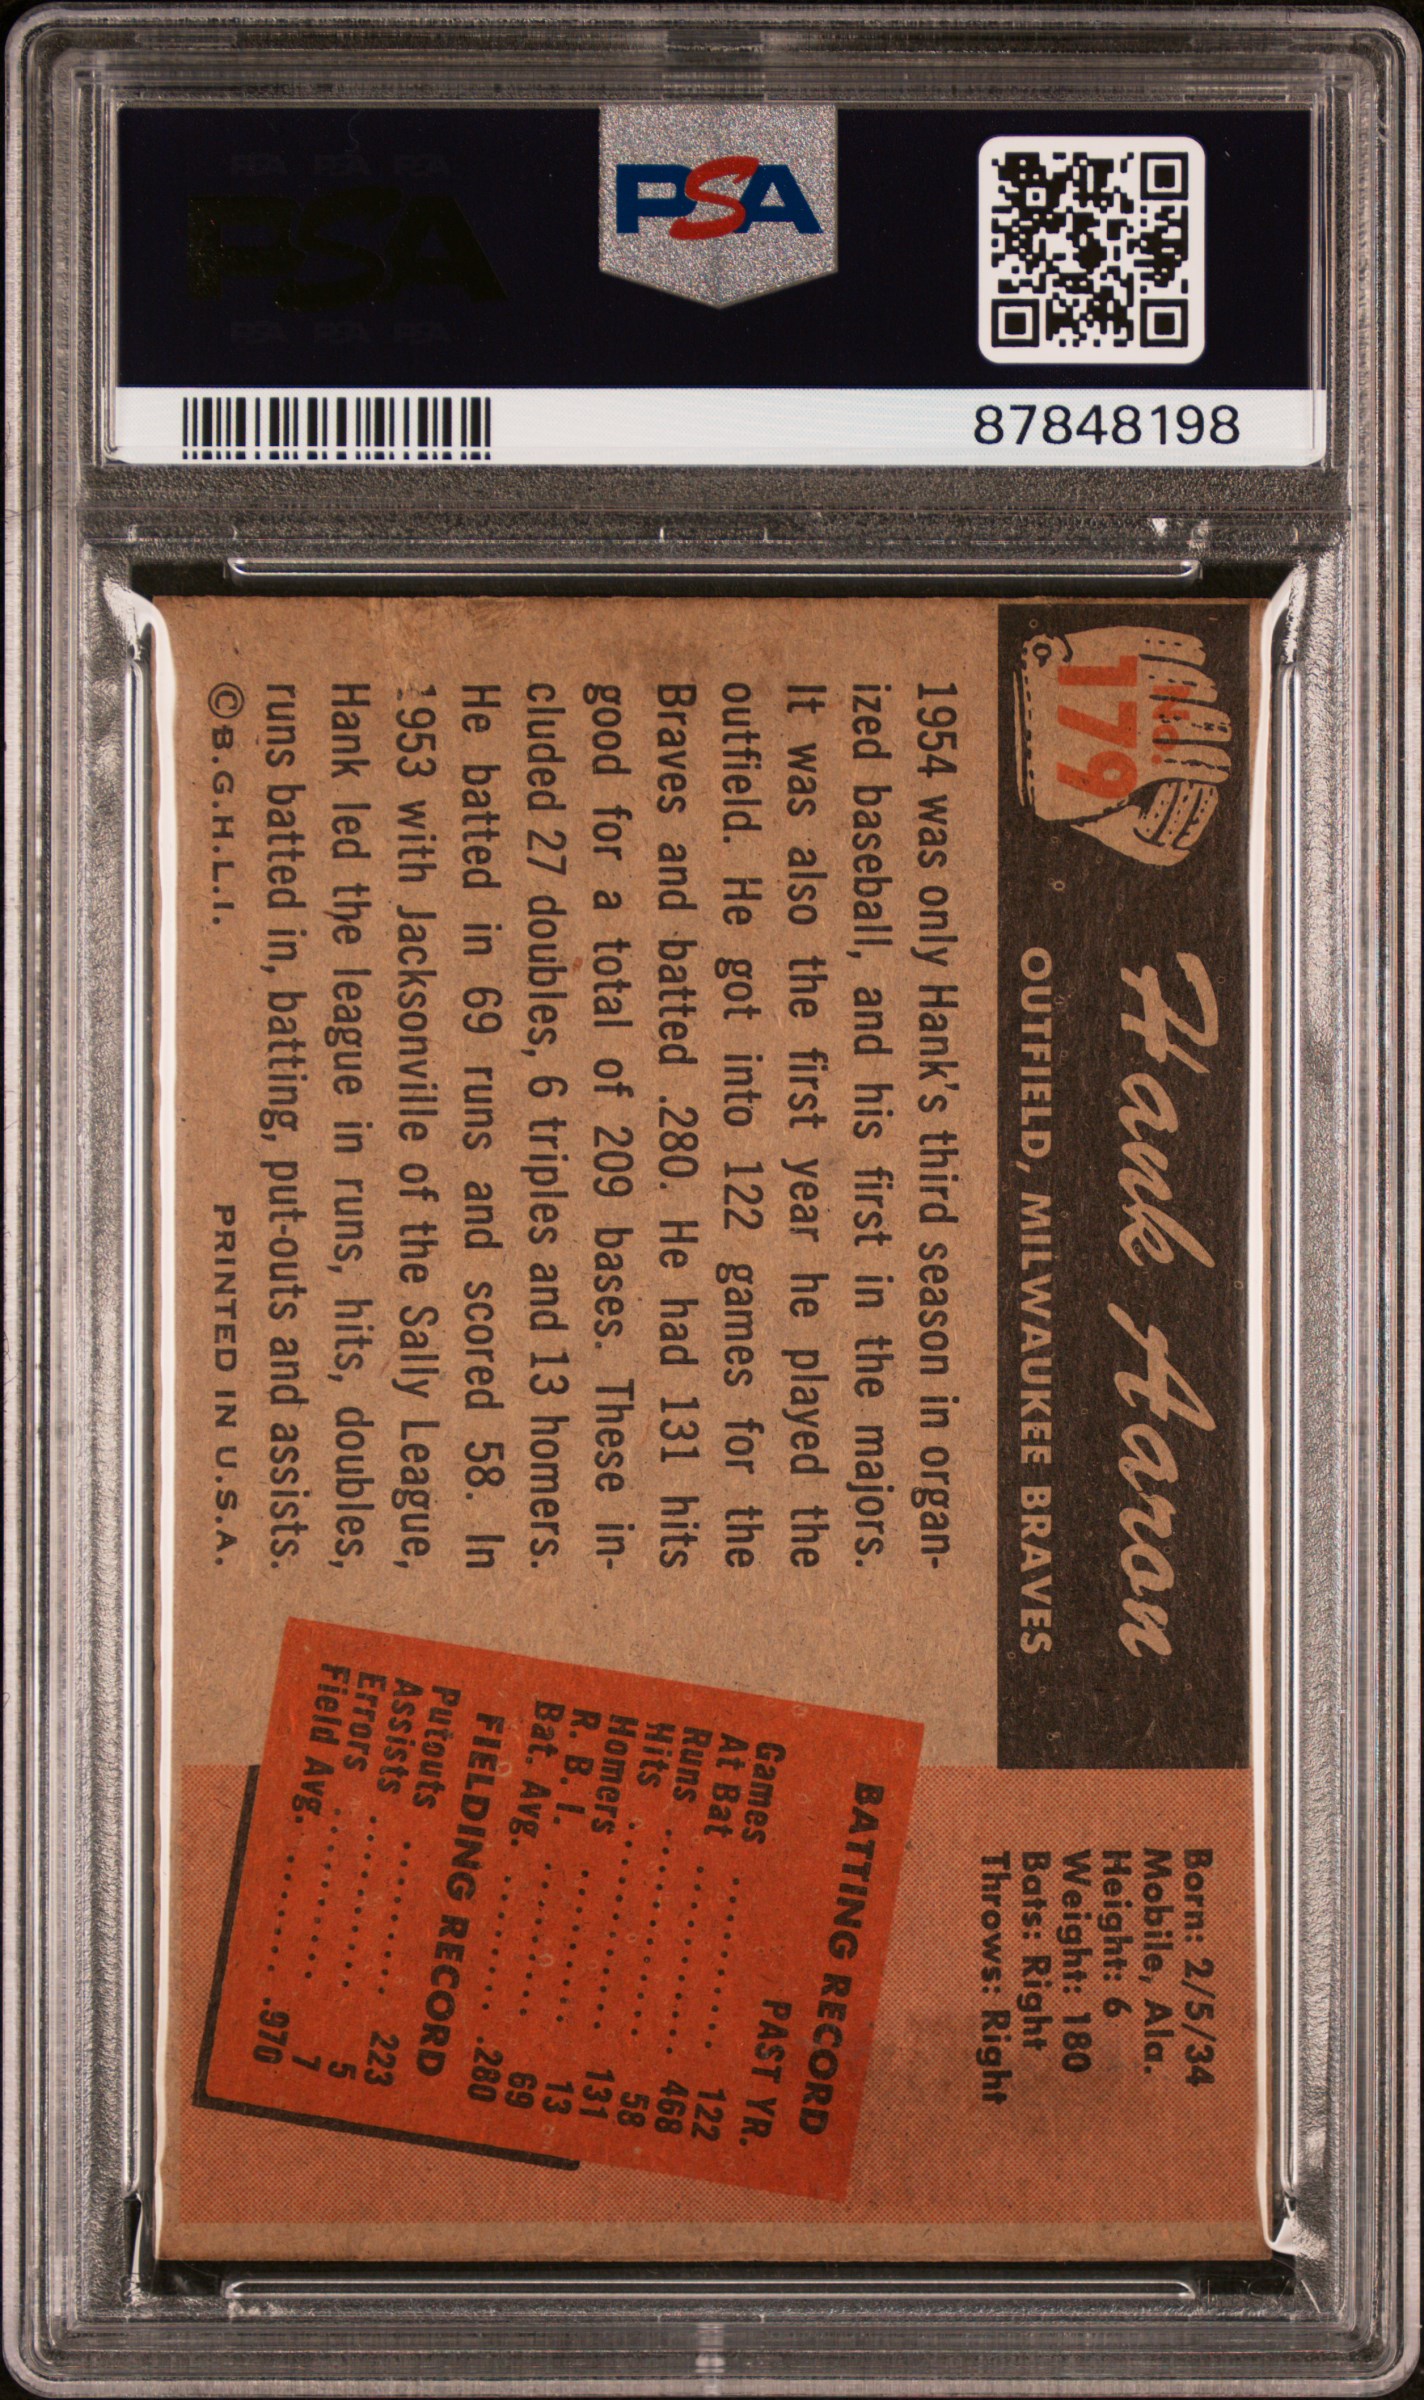 PSA PSA PSA
PSA
PSA PSA PSA
PSA
87848198
No.
179
Hank Aaron
OUTFIELD, MILWAUKEE BRAVES
Born: 2/5/34
Mobile, Ala.
Height: 6
Weight: 180
Bats: Right
Throws: Right
1954 was only Hank's third season in organ-
ized baseball, and his first in the majors.
It was also the first year he played the
outfield. He got into 122 games for the
Braves and batted .280. He had 131 hits
good for a total of 209 bases. These in-
cluded 27 doubles, 6 triples and 13 homers.
He batted in 69 runs and scored 58. In
1953 with Jacksonville of the Sally League,
Hank led the league in runs, hits, doubles,
runs batted in, batting, put-outs and assists.
©B.G.H.L.I. PRINTED IN U.S.A.
BATTING RECORD
PAST YR.
Games ........ 122
At Bat ........ 468
Runs ........ 58
Hits ........ 131
Homers ........ 13
R. B. I. ........ 69
Bat. Avg. ........ .280
FIELDING RECORD
Putouts ........ 223
Assists ........ 5
Errors ........ 7
Field Avg. ........ .970